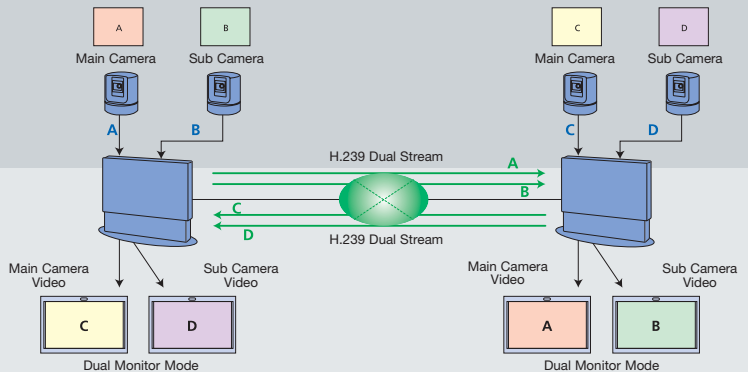 A
B
C
D
Main Camera
Sub Camera
Main Camera
Sub Camera
A
B
C
D
H.239 Dual Stream
A
B
C
D
H.239 Dual Stream
Main Camera
Video
Sub Camera
Video
Main Camera
Video
Sub Camera
Video
C
D
A
B
Dual Monitor Mode
Dual Monitor Mode